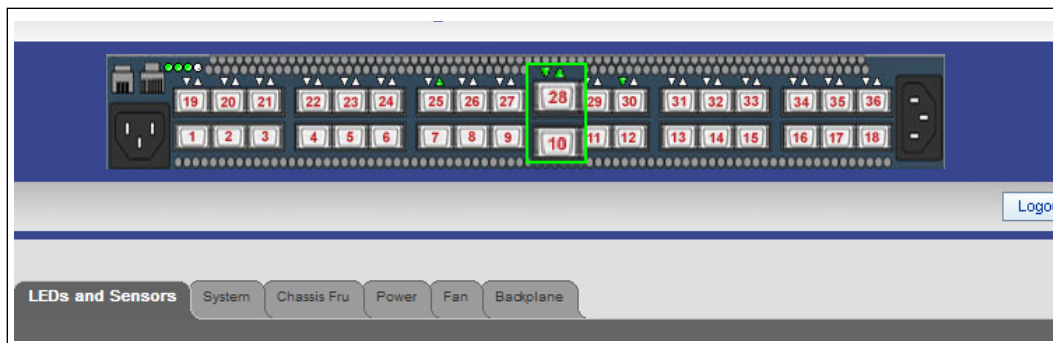 19 20 21 22 23 24 25 26 27 28 29 30 31 32 33 34 35 36
1 2 3 4 5 6 7 8 9 10 11 12 13 14 15 16 17 18
LEDs and Sensors System Chassis Fru Power Fan Backplane